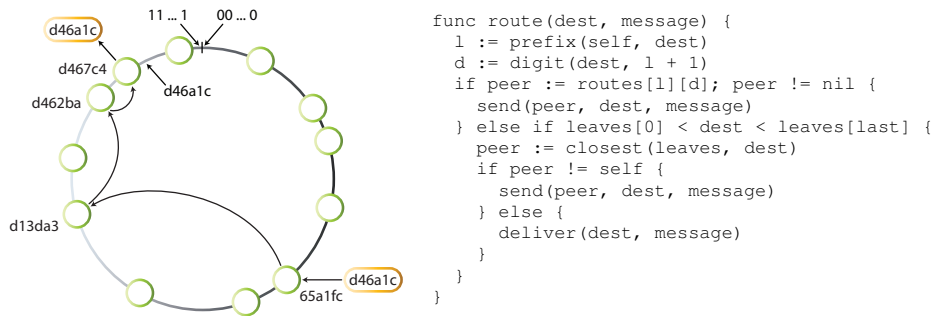 11 ... 1
00 ... 0
d46a1c
d467c4
d46a1c
d462ba
d13da3
d46a1c
65a1fc
func route(dest, message) {
  l := prefix(self, dest)
  d := digit(dest, l + 1)
  if peer := routes[l][d]; peer != nil {
    send(peer, dest, message)
  } else if leaves[0] < dest < leaves[last] {
    peer := closest(leaves, dest)
    if peer != self {
      send(peer, dest, message)
    } else {
      deliver(dest, message)
    }
  }
}